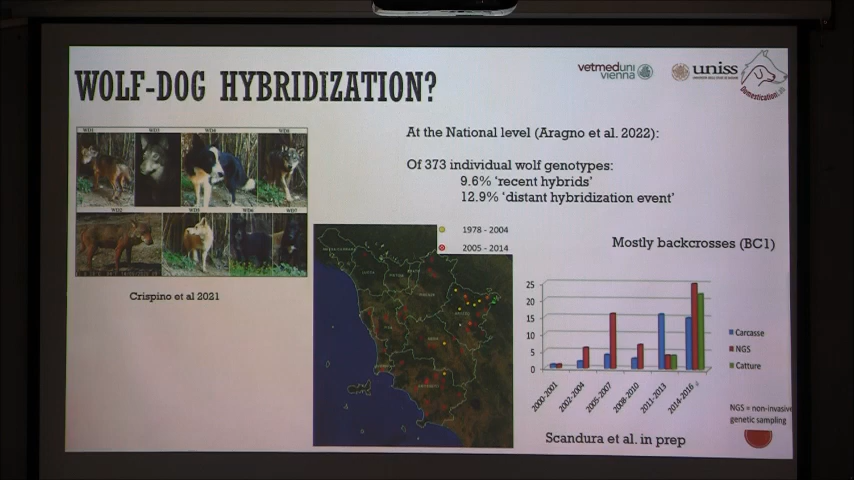 WOLF-DOG HYBRIDIZATION?
vetmeduni
vienna
uniss
Domestication
At the National level (Aragno et al. 2022):
Of 373 individual wolf genotypes:
9.6% 'recent hybrids'
12.9% 'distant hybridization event'
Crispino et al 2021
1978 - 2004
2005 - 2014
Mostly backcrosses (BC1)
25
20
15
10
5
0
2000-2001
2002-2004
2005-2007
2008-2010
2011-2013
2014-2016
Carcasse
NGS
Catture
NGS = non-invasive
genetic sampling
Scandura et al. in prep